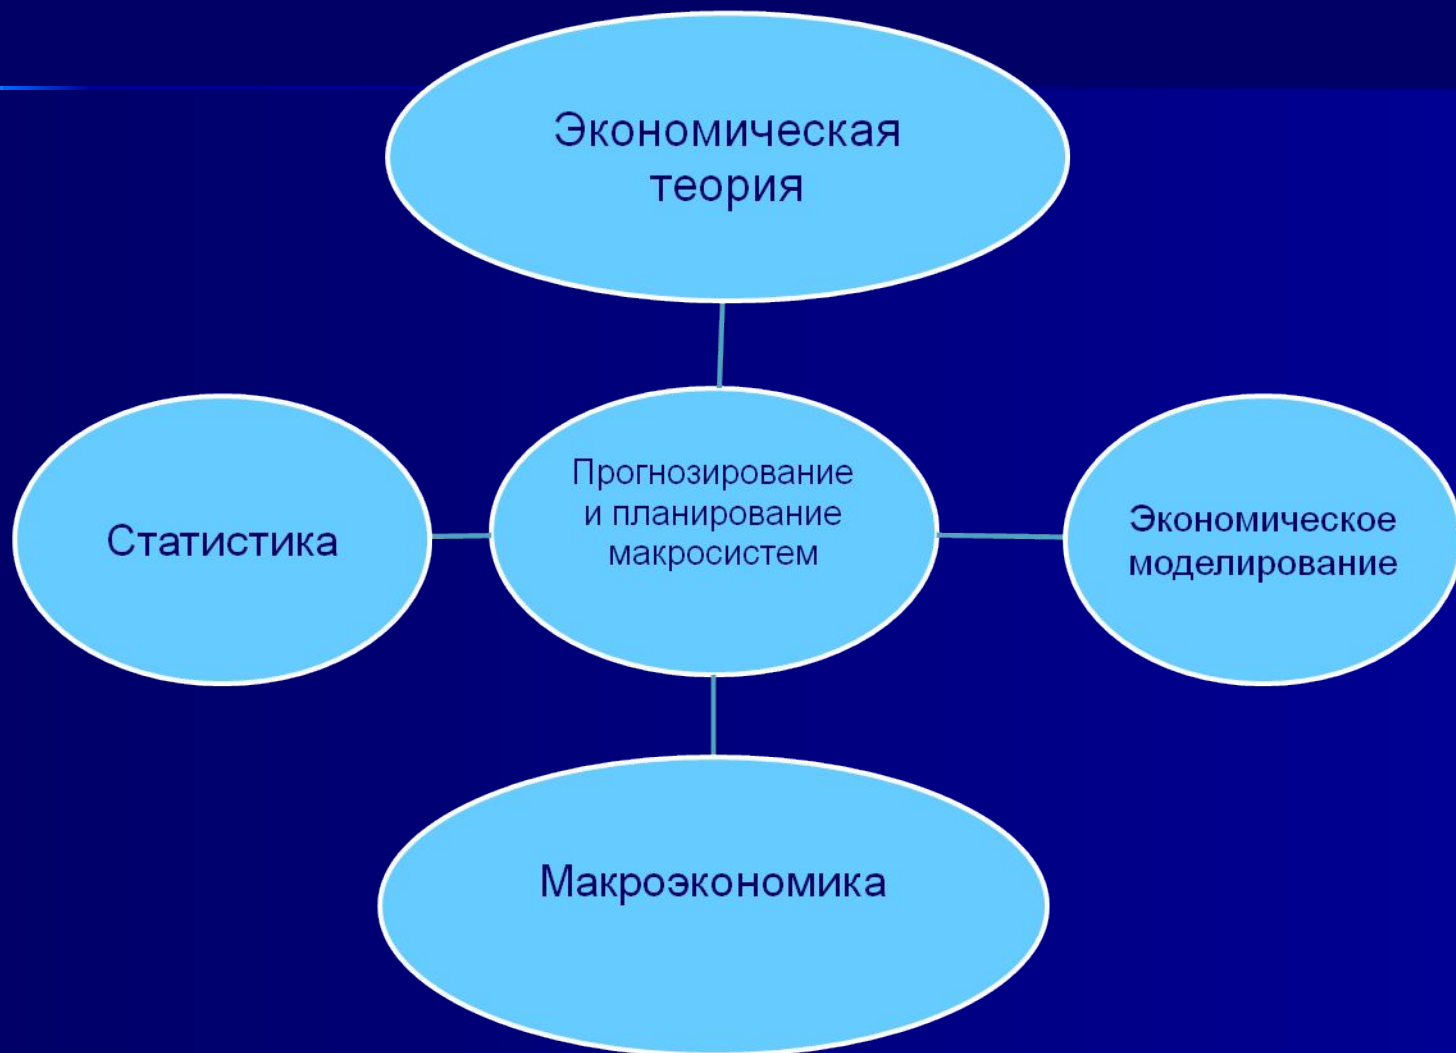 Экономическая
теория
Прогнозирование
и планирование
макросистем
Статистика
Экономическое
моделирование
Макроэкономика